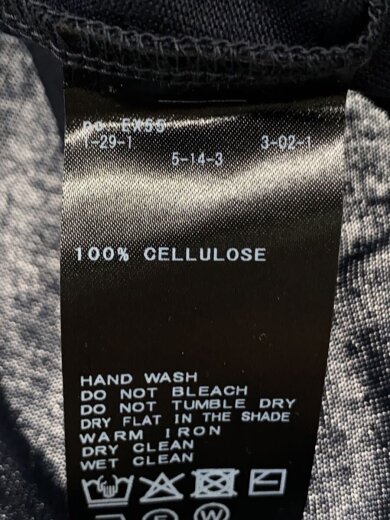 1-29-1 3-02-1
5-14-3
100% CELLULOSE
HAND WASH
DO NOT BLEACH
DO NOT TUMBLE DRY
DRY FLAT IN THE SHADE
WARM IRON
DRY CLEAN
WET CLEAN